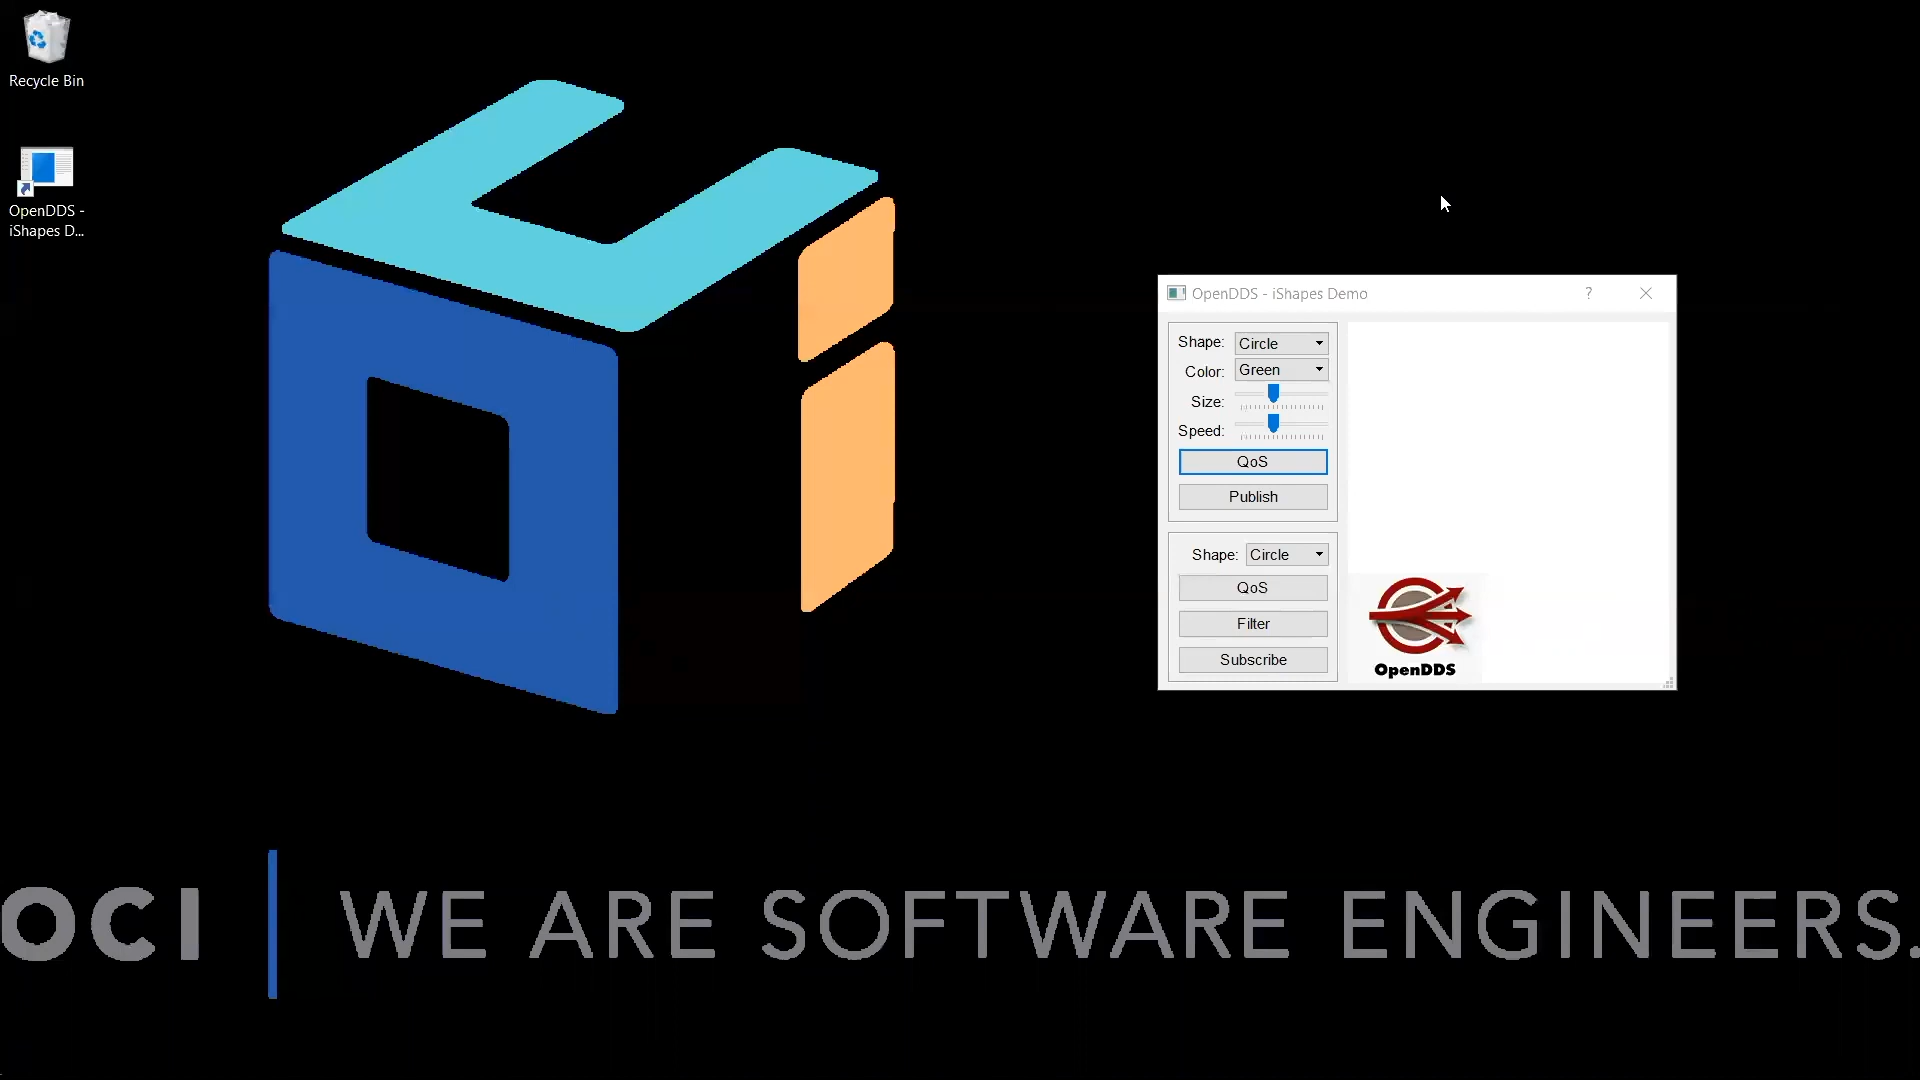 Recycle Bin
OpenDDS -
iShapes D...
OpenDDS - iShapes Demo
?
Shape: Circle
Color: Green
Size:
Speed:
QoS
Publish
Shape: Circle
QoS
Filter
Subscribe
OpenDDS
OCI | WE ARE SOFTWARE ENGINEERS.